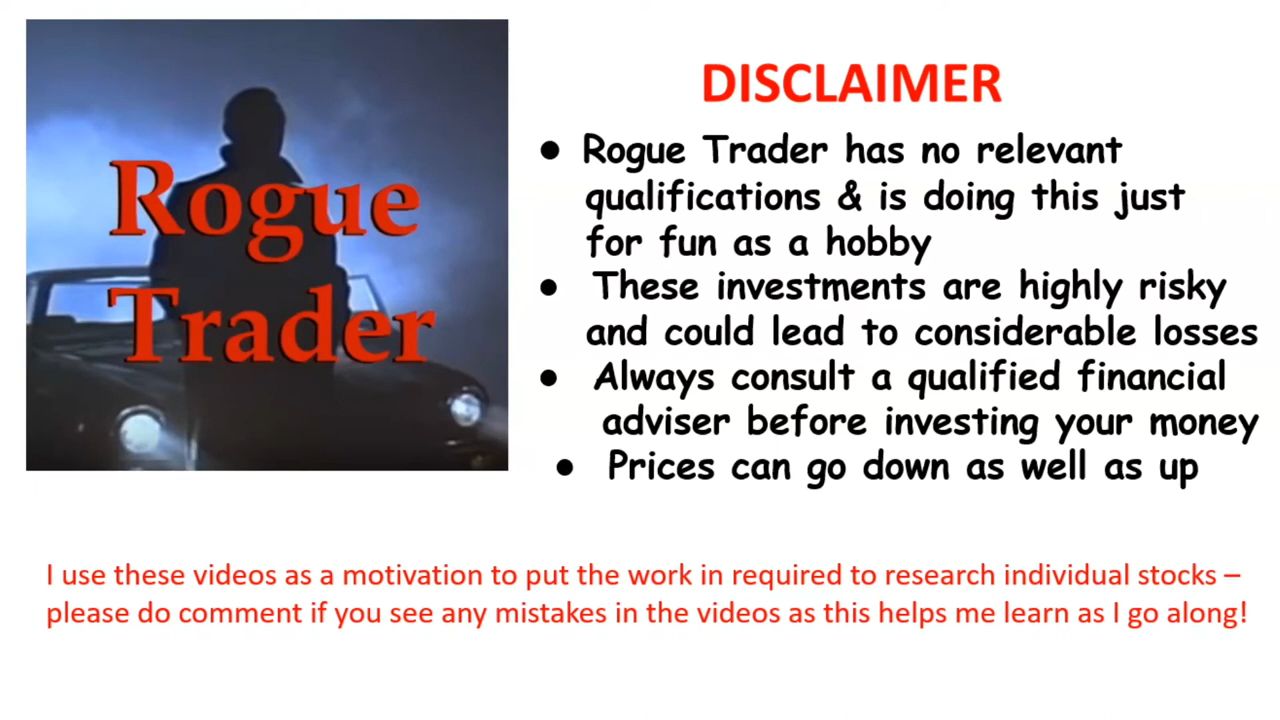 Rogue
Trader
DISCLAIMER
● Rogue Trader has no relevant
qualifications & is doing this just
for fun as a hobby
● These investments are highly risky
and could lead to considerable losses
● Always consult a qualified financial
adviser before investing your money
● Prices can go down as well as up
I use these videos as a motivation to put the work in required to research individual stocks –
please do comment if you see any mistakes in the videos as this helps me learn as I go along!